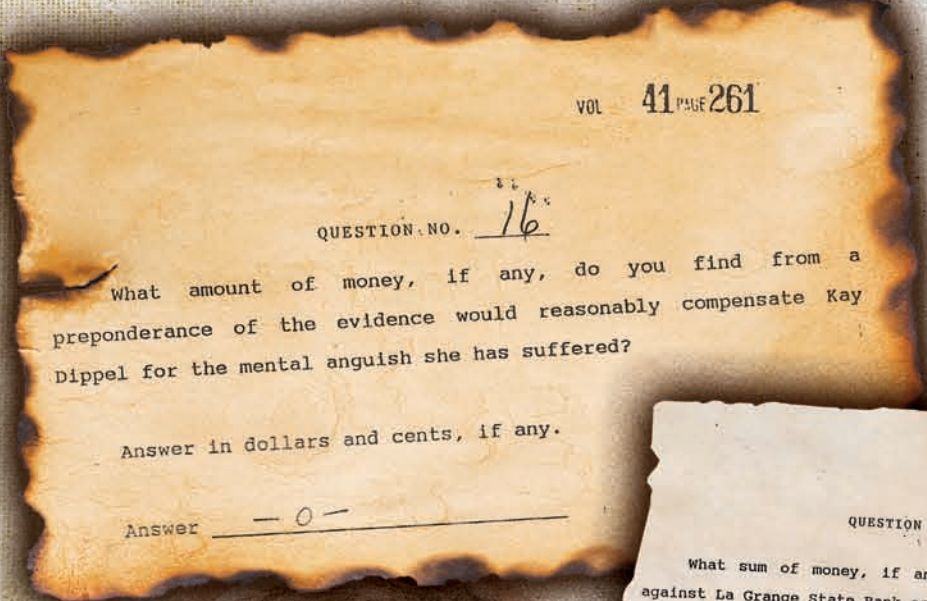 VOL 41 PAGE 261
QUESTION NO. 16
What amount of money, if any, do you find from a
preponderance of the evidence would reasonably compensate Kay
Dippel for the mental anguish she has suffered?
Answer in dollars and cents, if any.
Answer — 0 —
QUESTION
What sum of money, if
against La Grange State Bank